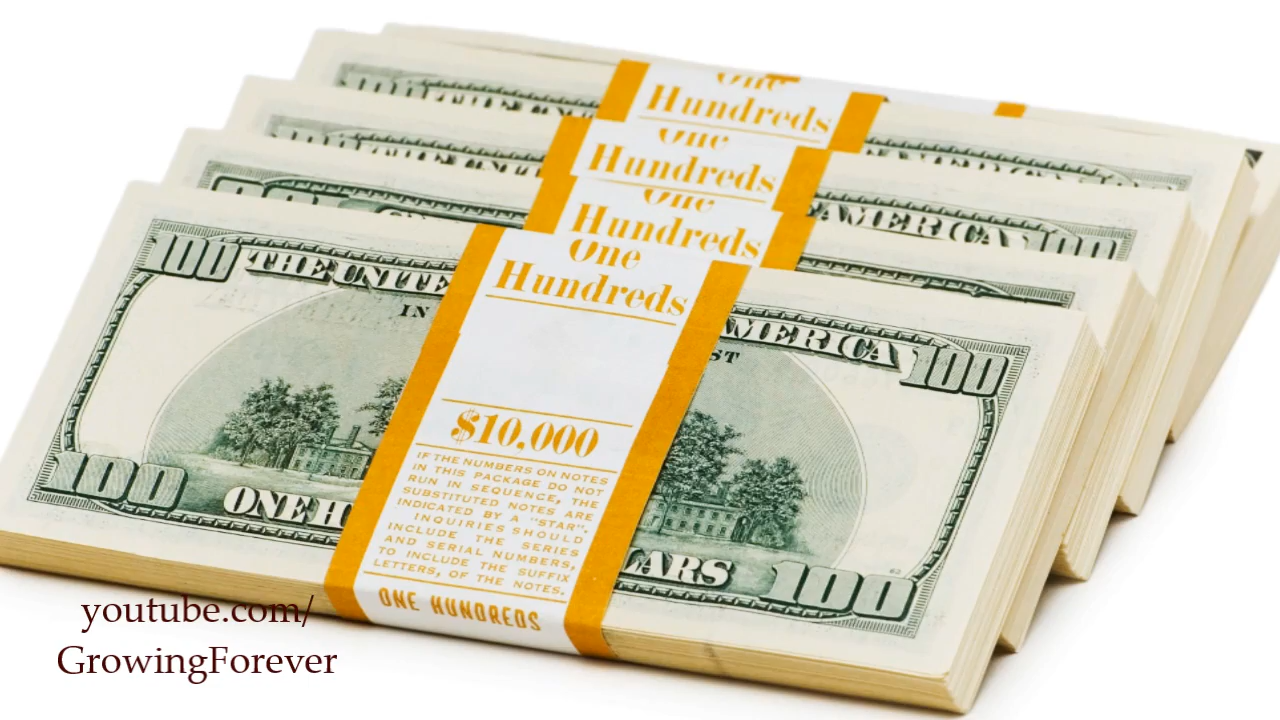 One
Hundreds
One
Hundreds
One
Hundreds
One
Hundreds
100 THE UNITE
AMERICA 100
AMERICA 100
IN
ST
$10,000
IF THE NUMBERS ON NOTES
IN THIS PACKAGE DO NOT
RUN IN SEQUENCE, THE
SUBSTITUTED NOTES ARE
INDICATED BY A "STAR".
INQUIRIES SHOULD
INCLUDE THE SERIES
AND SERIAL NUMBERS,
TO INCLUDE THE SUFFIX
LETTERS, OF THE NOTES.
100
ONE H
LARS 100
ONE HUNDREDS
youtube.com/
GrowingForever